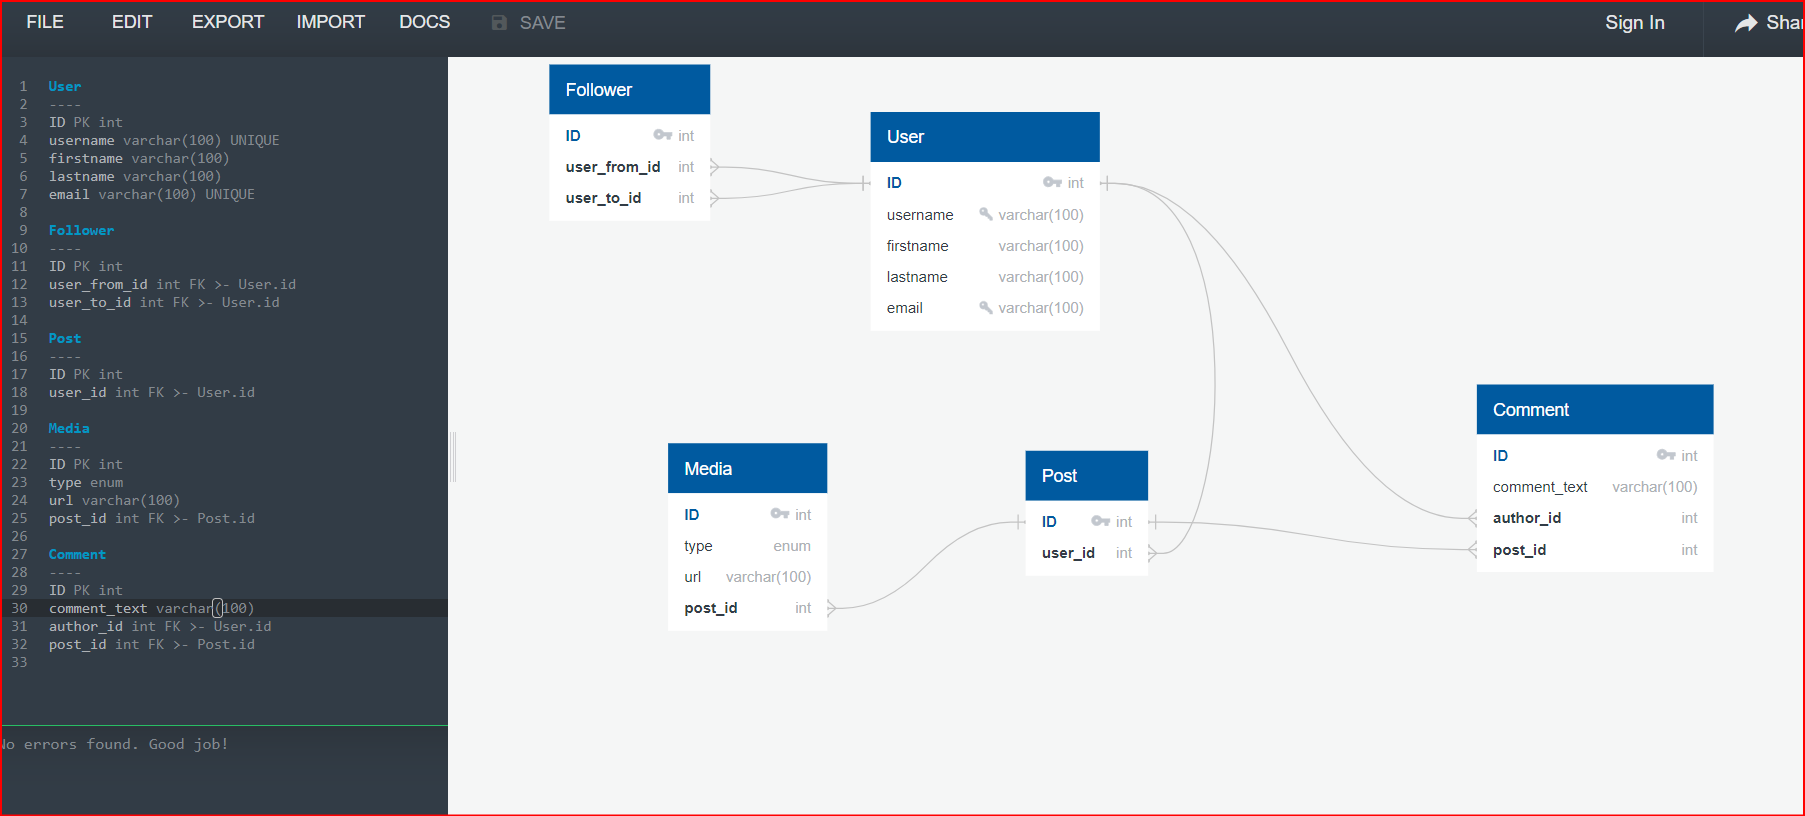 FILE EDIT EXPORT IMPORT DOCS SAVE Sign In Shar
1 User
2 ----
3 ID PK int
4 username varchar(100) UNIQUE
5 firstname varchar(100)
6 lastname varchar(100)
7 email varchar(100) UNIQUE
8
9 Follower
10 ----
11 ID PK int
12 user_from_id int FK >- User.id
13 user_to_id int FK >- User.id
14
15 Post
16 ----
17 ID PK int
18 user_id int FK >- User.id
19
20 Media
21 ----
22 ID PK int
23 type enum
24 url varchar(100)
25 post_id int FK >- Post.id
26
27 Comment
28 ----
29 ID PK int
30 comment_text varchar(100)
31 author_id int FK >- User.id
32 post_id int FK >- Post.id
33
No errors found. Good job!
Follower
ID int
user_from_id int
user_to_id int
User
ID int
username varchar(100)
firstname varchar(100)
lastname varchar(100)
email varchar(100)
Media
ID int
type enum
url varchar(100)
post_id int
Post
ID int
user_id int
Comment
ID int
comment_text varchar(100)
author_id int
post_id int